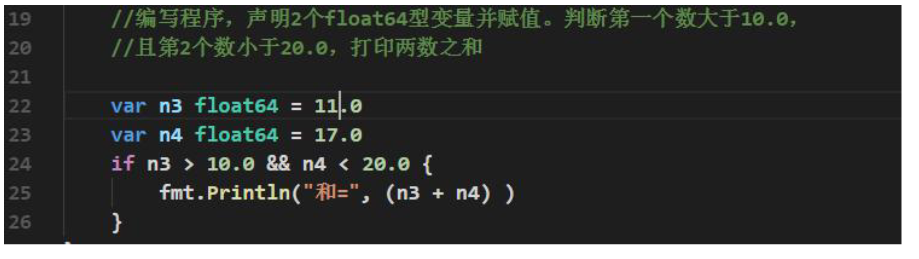 19 //编写程序，声明2个float64型变量并赋值。判断第一个数大于10.0，
20 //且第2个数小于20.0，打印两数之和
21
22 var n3 float64 = 11.0
23 var n4 float64 = 17.0
24 if n3 > 10.0 && n4 < 20.0 {
25 fmt.Println("和=", (n3 + n4) )
26 }